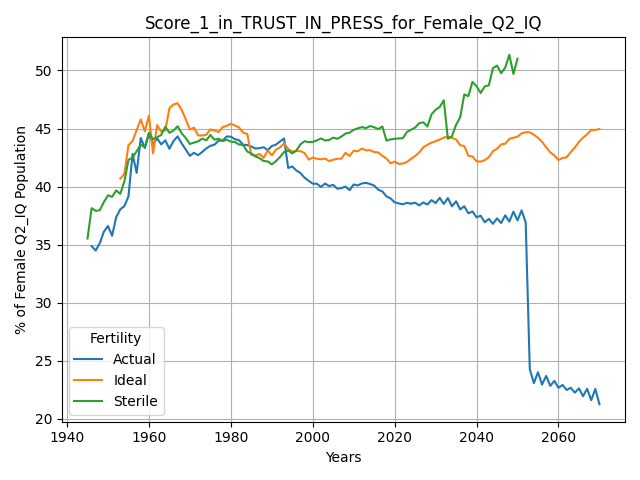 Score_1_in_TRUST_IN_PRESS_for_Female_Q2_IQ
% of Female Q2_IQ Population
50
45
40
35
30
25
20
Fertility
Actual
Ideal
Sterile
1940 1960 1980 2000 2020 2040 2060
Years